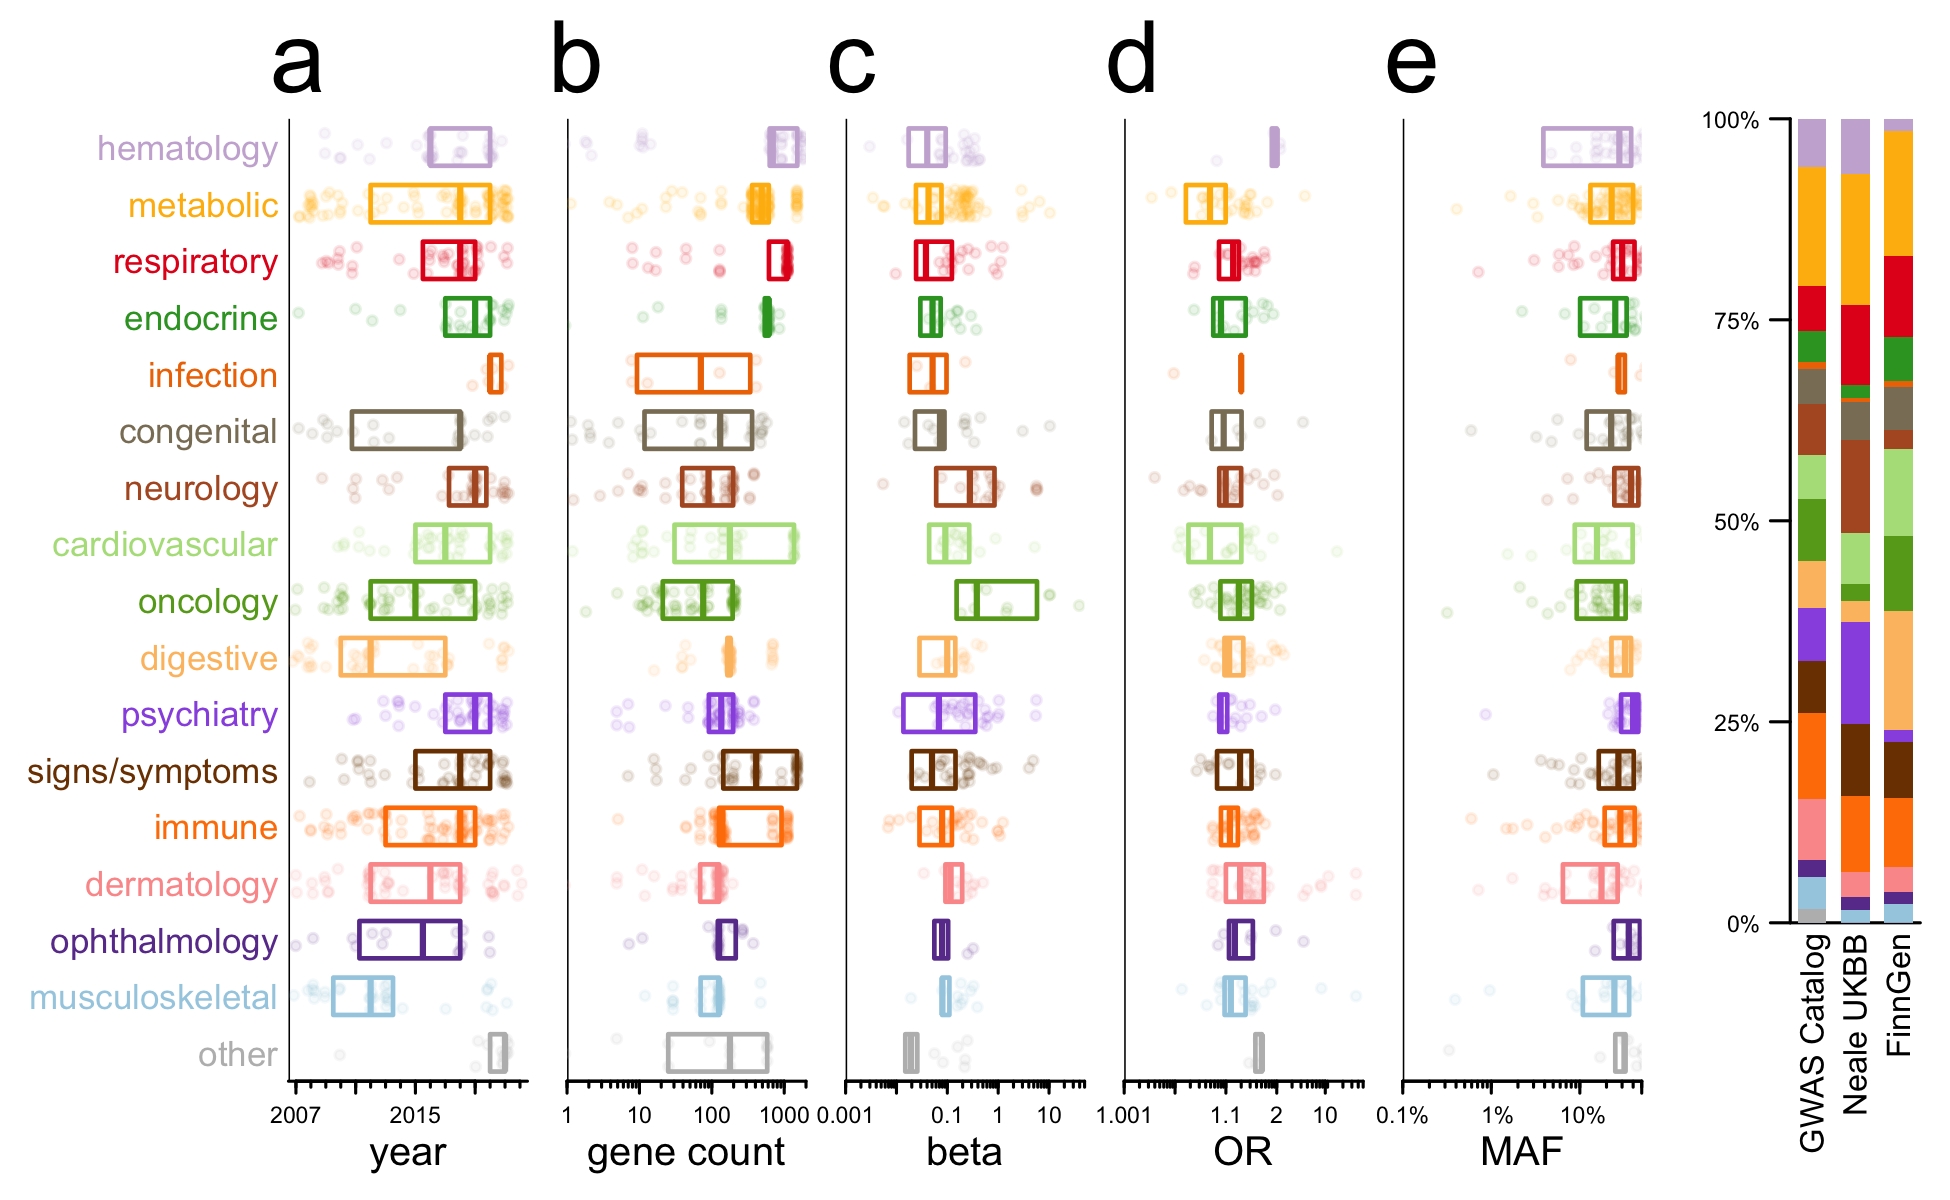 a b c d e
hematology
metabolic
respiratory
endocrine
infection
congenital
neurology
cardiovascular
oncology
digestive
psychiatry
signs/symptoms
immune
dermatology
ophthalmology
musculoskeletal
other
2007 2015
year
1 10 100 1000
gene count
0.001 0.1 1 10
beta
1.001 1.1 2 10
OR
0.1% 1% 10%
MAF
100%
75%
50%
25%
0%
GWAS Catalog
Neale UKBB
FinnGen